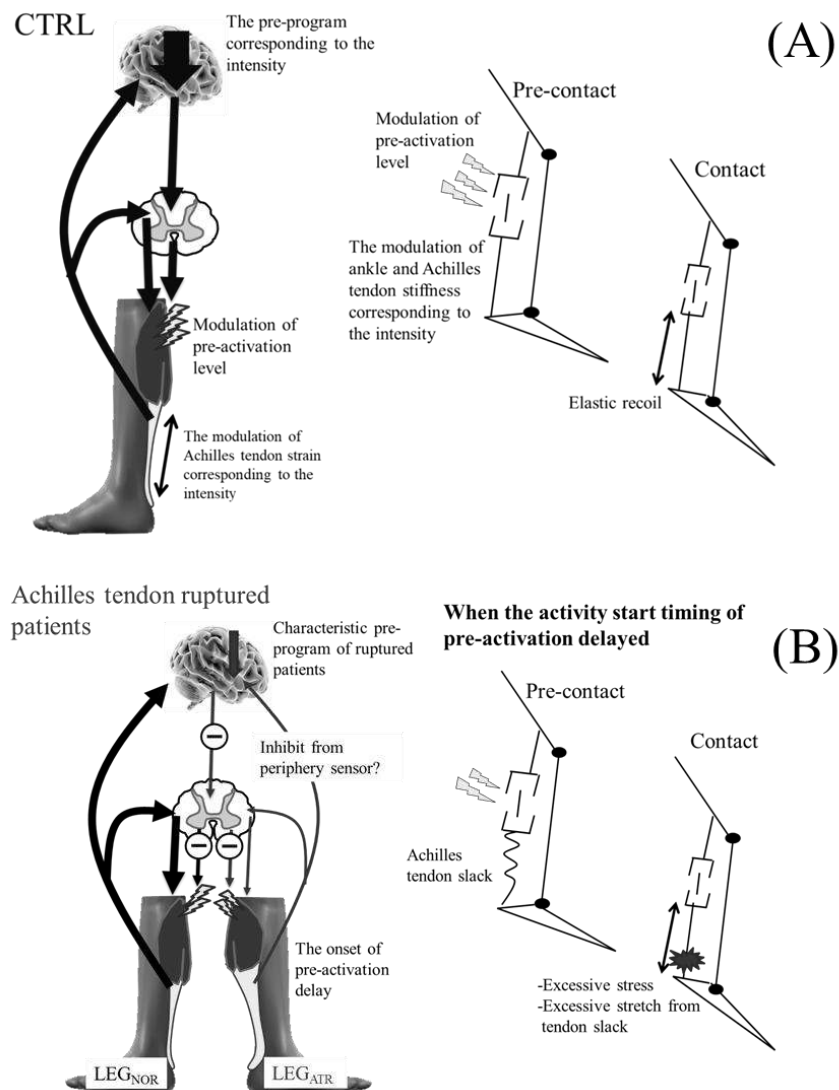 CTRL
The pre-program
corresponding to the
intensity
(A)
Pre-contact
Modulation of
pre-activation
level
Contact
The modulation of
ankle and Achilles
tendon stiffness
corresponding to
the intensity
Modulation of
pre-activation
level
Elastic recoil
The modulation of
Achilles tendon strain
corresponding to the
intensity
Achilles tendon ruptured
patients
Characteristic pre-
program of ruptured
patients
When the activity start timing of
pre-activation delayed
(B)
Pre-contact
Contact
Inhibit from
periphery sensor?
Achilles
tendon slack
The onset of
pre-activation
delay
-Excessive stress
-Excessive stretch from
tendon slack
LEGNOR
LEGATR